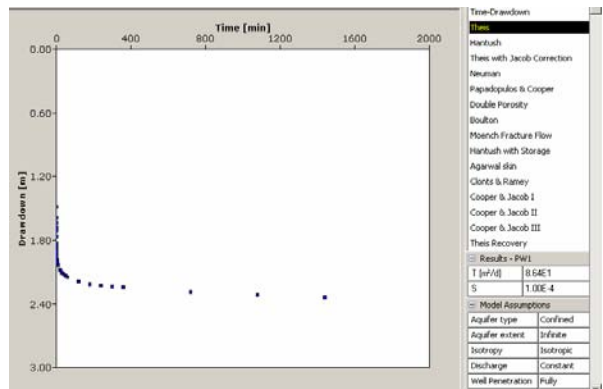 Time [min]
0 400 800 1200 1600 2000
0.00
0.60
1.20
1.80
2.40
3.00
Drawdown [m]
Time-Drawdown
Theis
Hantush
Theis with Jacob Correction
Neuman
Papadopulos & Cooper
Double Porosity
Boulton
Moench Fracture Flow
Hantush with Storage
Agarwal skin
Clonts & Ramey
Cooper & Jacob I
Cooper & Jacob II
Cooper & Jacob III
Theis Recovery
Results - PW1
T [m²/d] 8.64E1
S 1.00E-4
Model Assumptions
Aquifer type Confined
Aquifer extent Infinite
Isotropy Isotropic
Discharge Constant
Well Penetration Fully